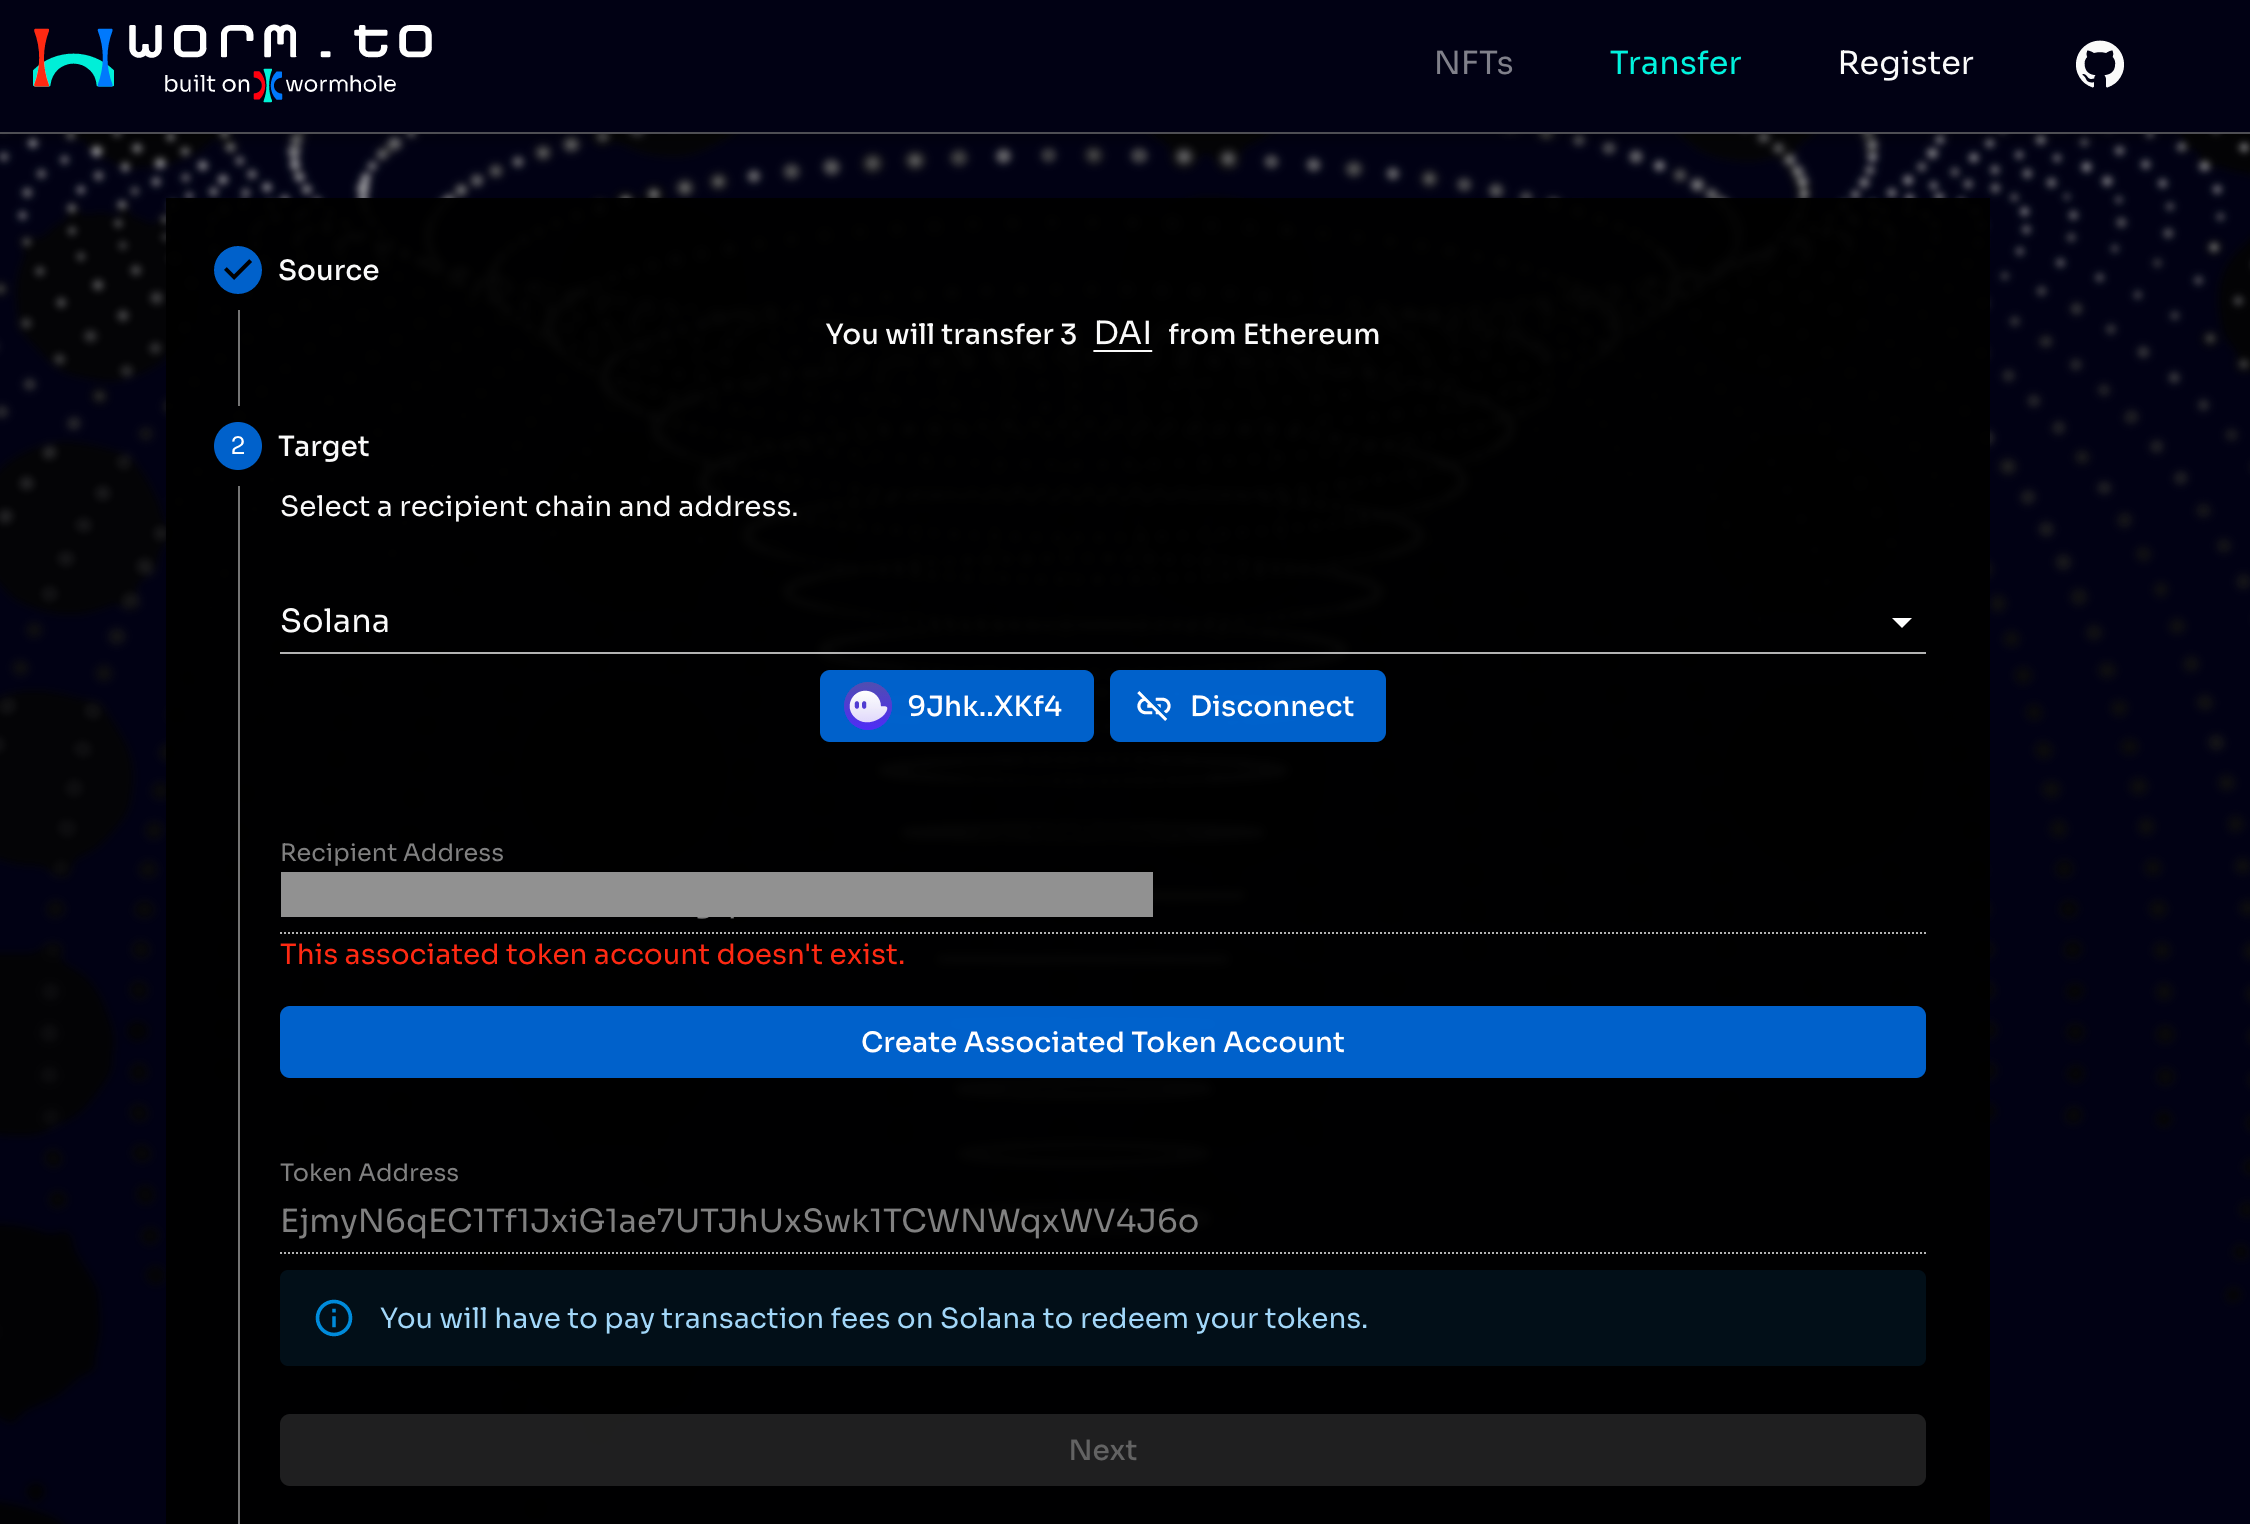 worm.to
built on wormhole
NFTs
Transfer
Register
Source
You will transfer 3 DAI from Ethereum
2
Target
Select a recipient chain and address.
Solana
9Jhk..XKf4
Disconnect
Recipient Address
This associated token account doesn't exist.
Create Associated Token Account
Token Address
EjmyN6qEC1Tf1JxiG1ae7UTJhUxSwk1TCWNWqxWV4J6o
You will have to pay transaction fees on Solana to redeem your tokens.
Next